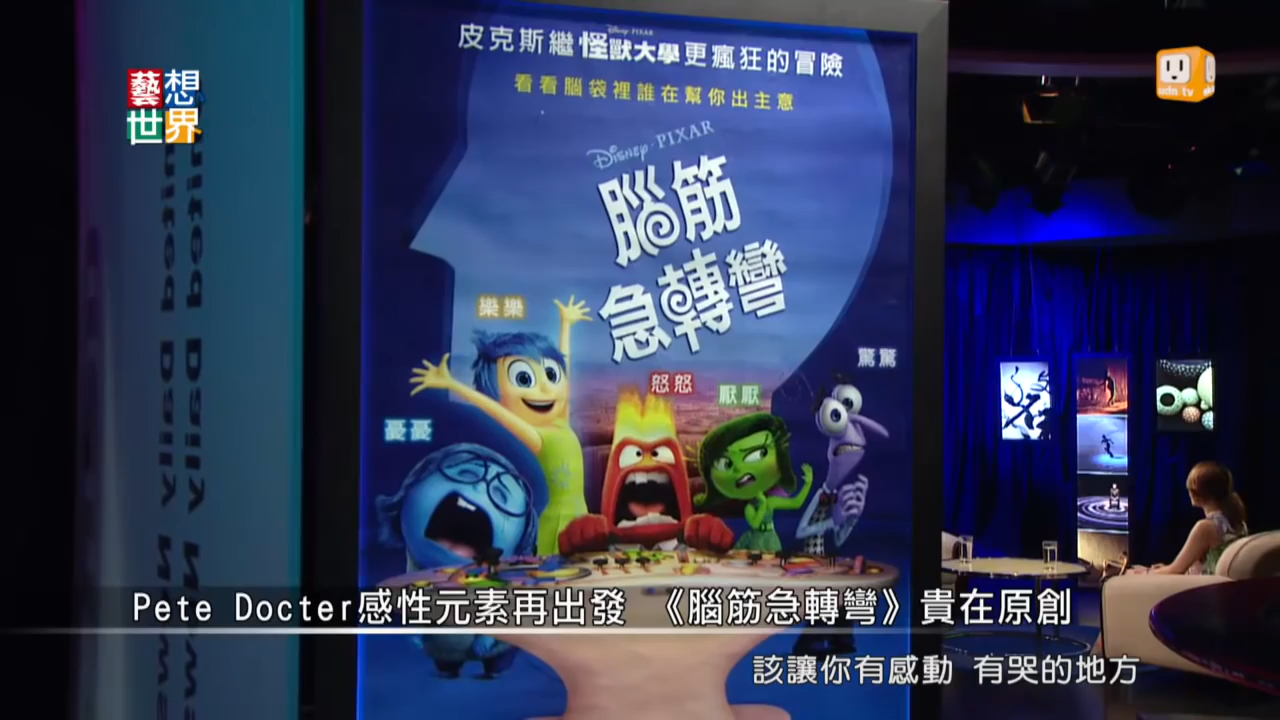 藝想
世界
udn tv
DISNEY·PIXAR
皮克斯繼怪獸大學更瘋狂的冒險
看看腦袋裡誰在幫你出主意
DISNEY·PIXAR
腦筋
急轉彎
樂樂
驚驚
怒怒
厭厭
憂憂
Pete Docter感性元素再出發 《腦筋急轉彎》貴在原創
該讓你有感動 有哭的地方